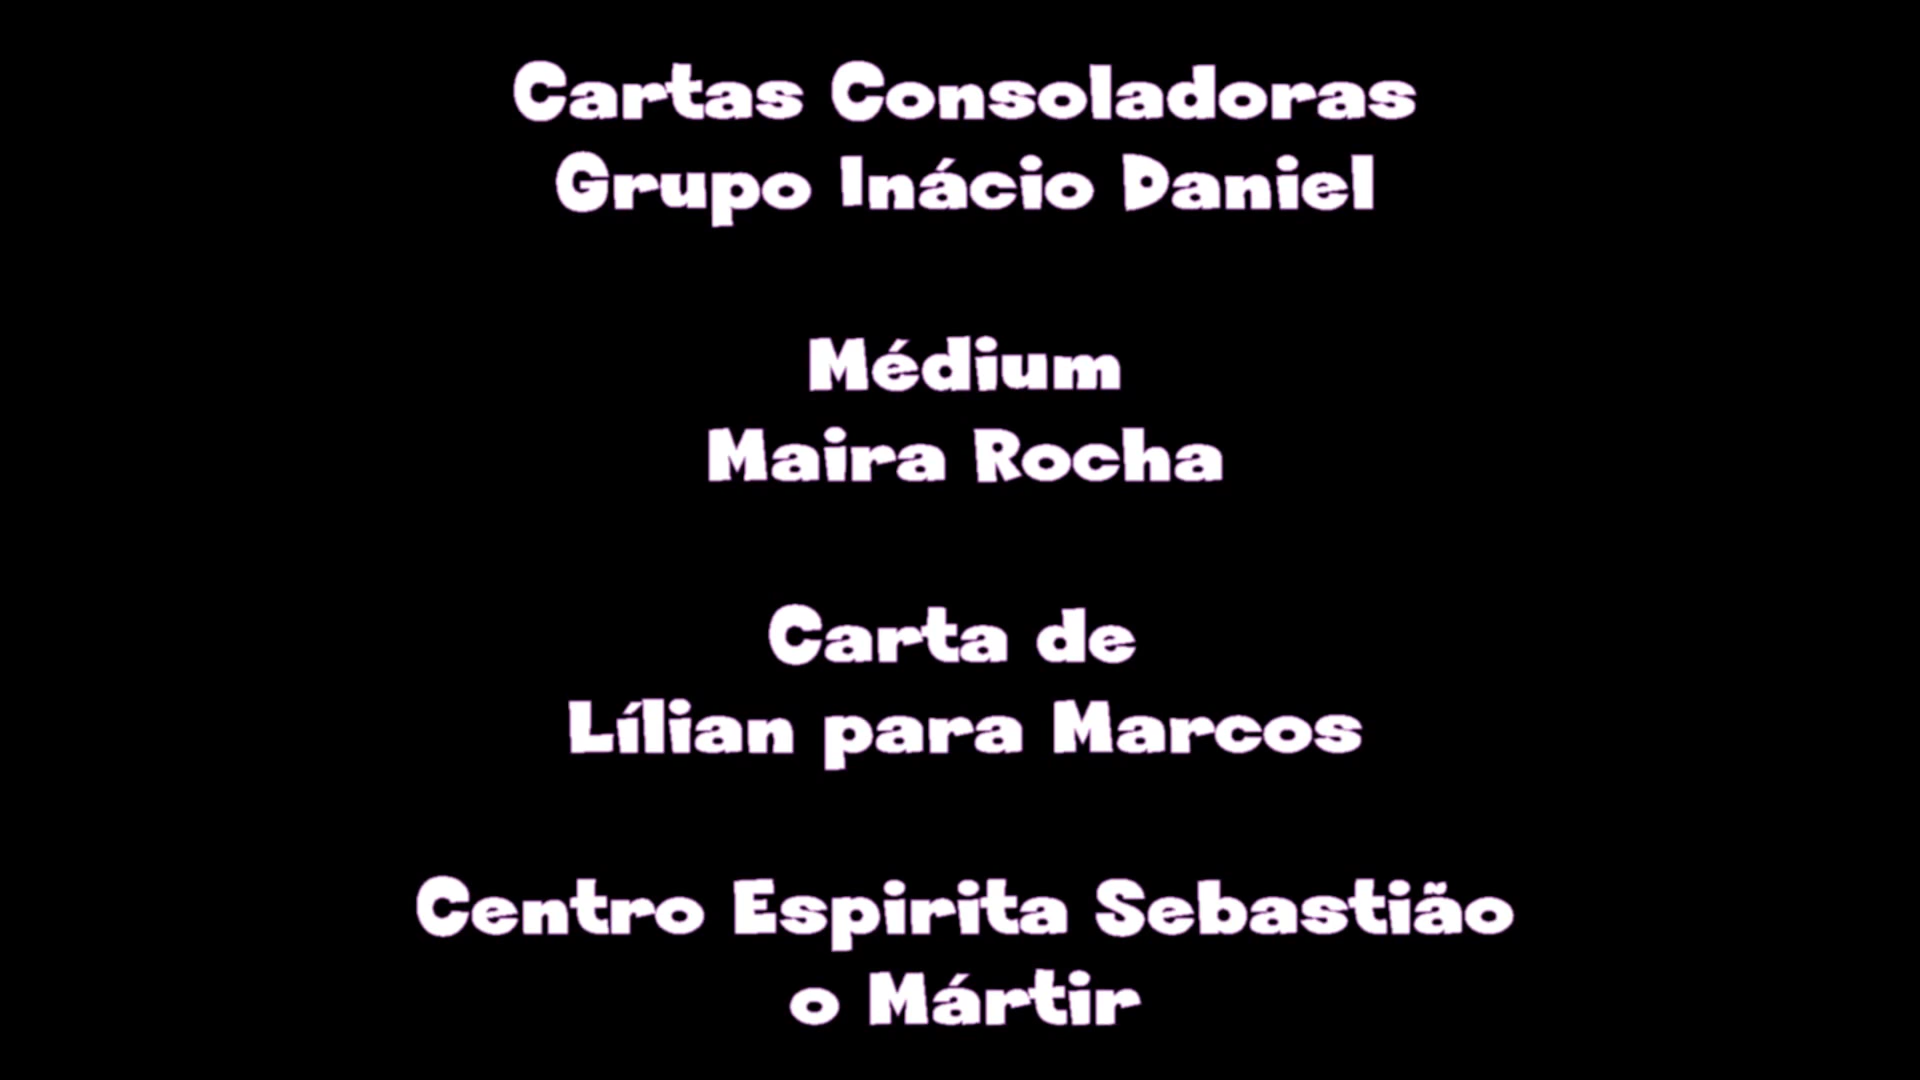 Cartas Consoladoras
Grupo Inácio Daniel
Médium
Maira Rocha
Carta de
Lílian para Marcos
Centro Espirita Sebastião
o Mártir